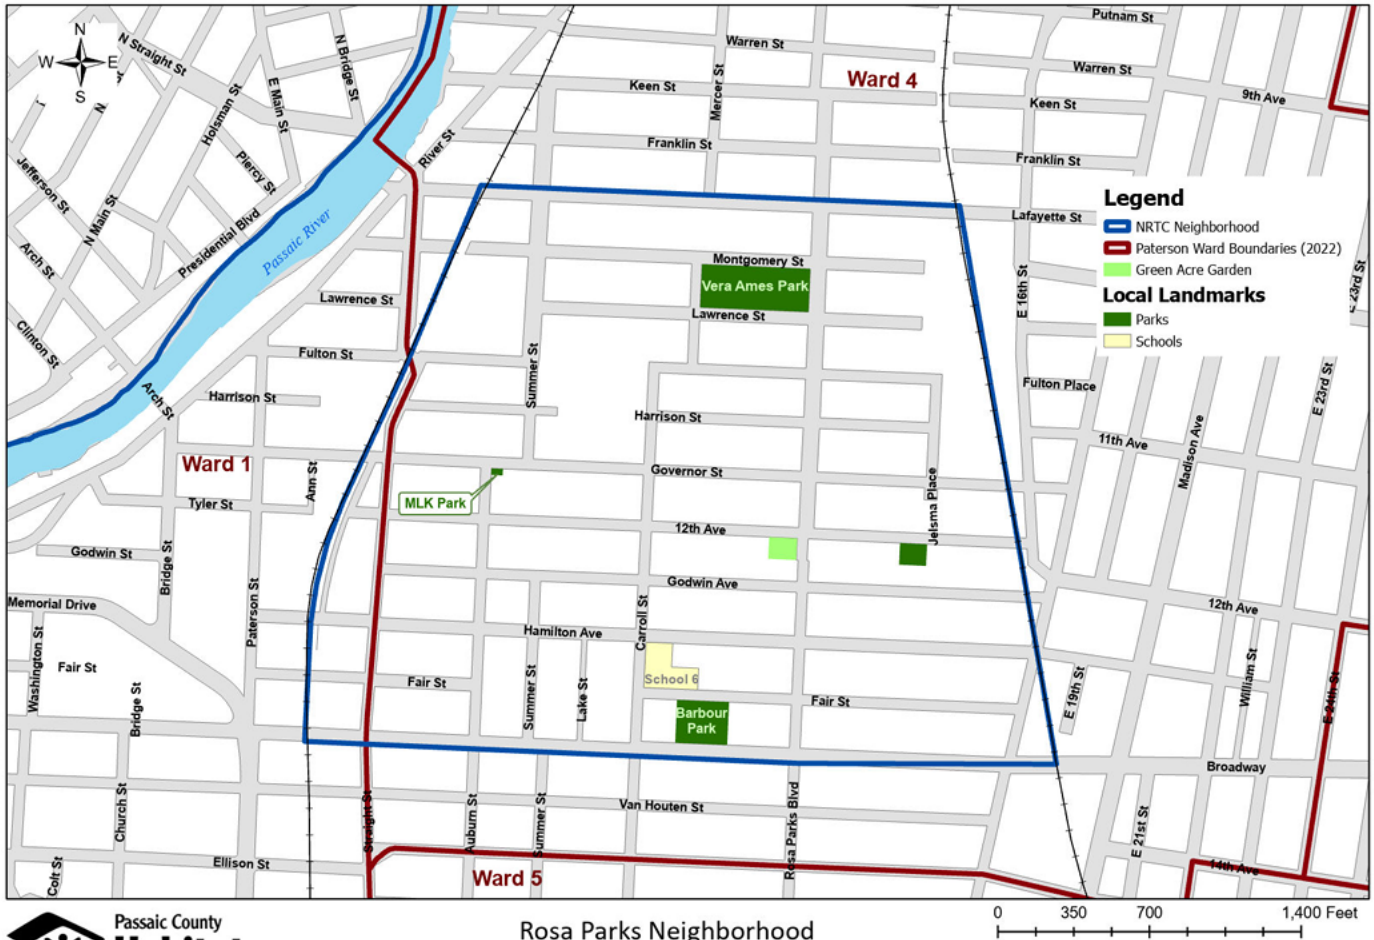 N
W E
S
N Straight St
N Bridge St
E Main St
Holsman St
Piercy St
Jefferson St
N Main St
Presidential Blvd
Arch St
Clinton St
Passaic River
River St
Putnam St
Warren St
Warren St
Ward 4
Keen St
Keen St
Mercer St
9th Ave
Franklin St
Franklin St
Lafayette St
Legend
NRTC Neighborhood
Paterson Ward Boundaries (2022)
Green Acre Garden
Local Landmarks
Parks
Schools
Montgomery St
Vera Ames Park
Lawrence St
Lawrence St
E 16th St
E 23rd St
Fulton St
Summer St
Fulton Place
E 23rd St
Arch St
Harrison St
Harrison St
11th Ave
Madison Ave
Ward 1
Ann St
Governor St
MLK Park
Jelsma Place
Tyler St
12th Ave
Godwin St
Bridge St
Godwin Ave
Memorial Drive
Paterson St
12th Ave
Carroll St
Hamilton Ave
Washington St
Fair St
Fair St
School 6
Summer St
Lake St
Fair St
E 19th St
William St
E 24th St
Bridge St
Barbour
Park
Broadway
Church St
Van Houten St
Straight St
Auburn St
Summer St
Rosa Parks Blvd
E 21st St
Ellison St
Colt St
Ward 5
14th Ave
Passaic County
Rosa Parks Neighborhood
0 350 700 1,400 Feet